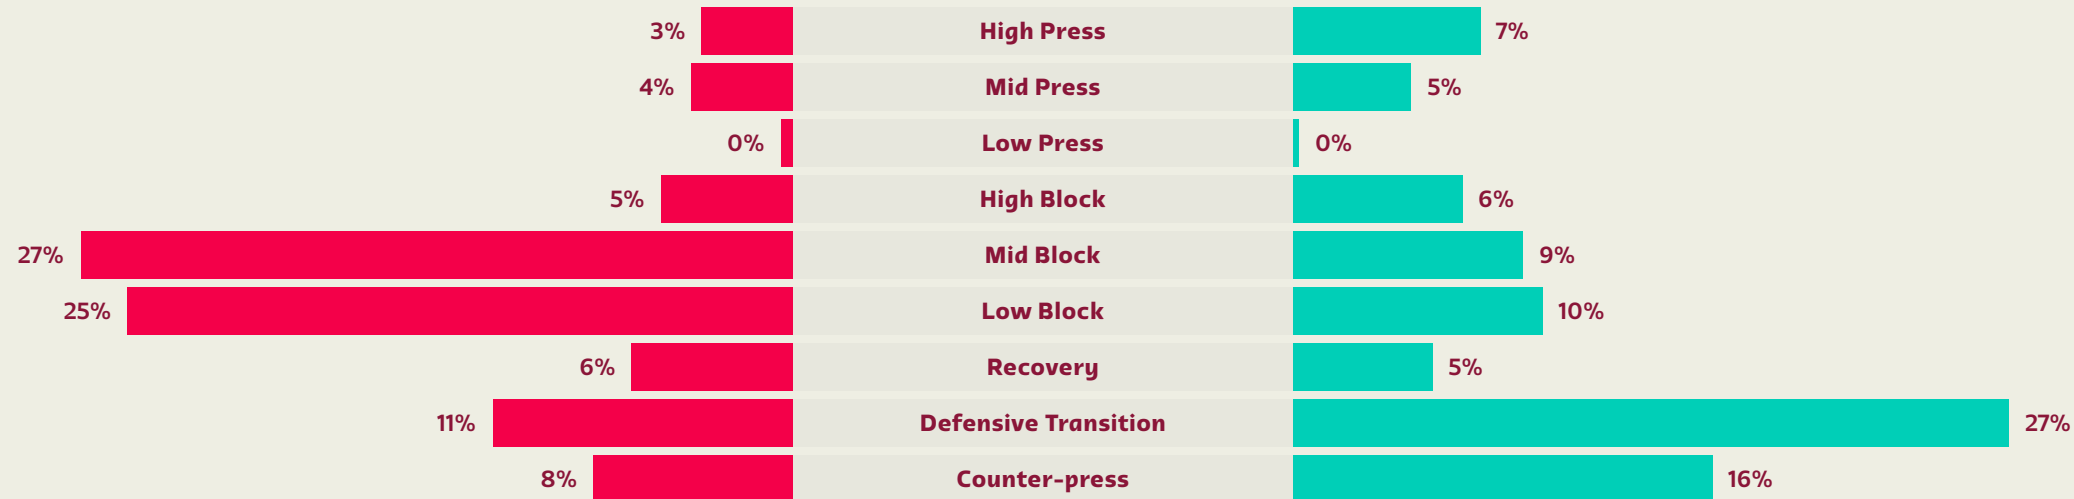 3% High Press 7%
4% Mid Press 5%
0% Low Press 0%
5% High Block 6%
27% Mid Block 9%
25% Low Block 10%
6% Recovery 5%
11% Defensive Transition 27%
8% Counter-press 16%